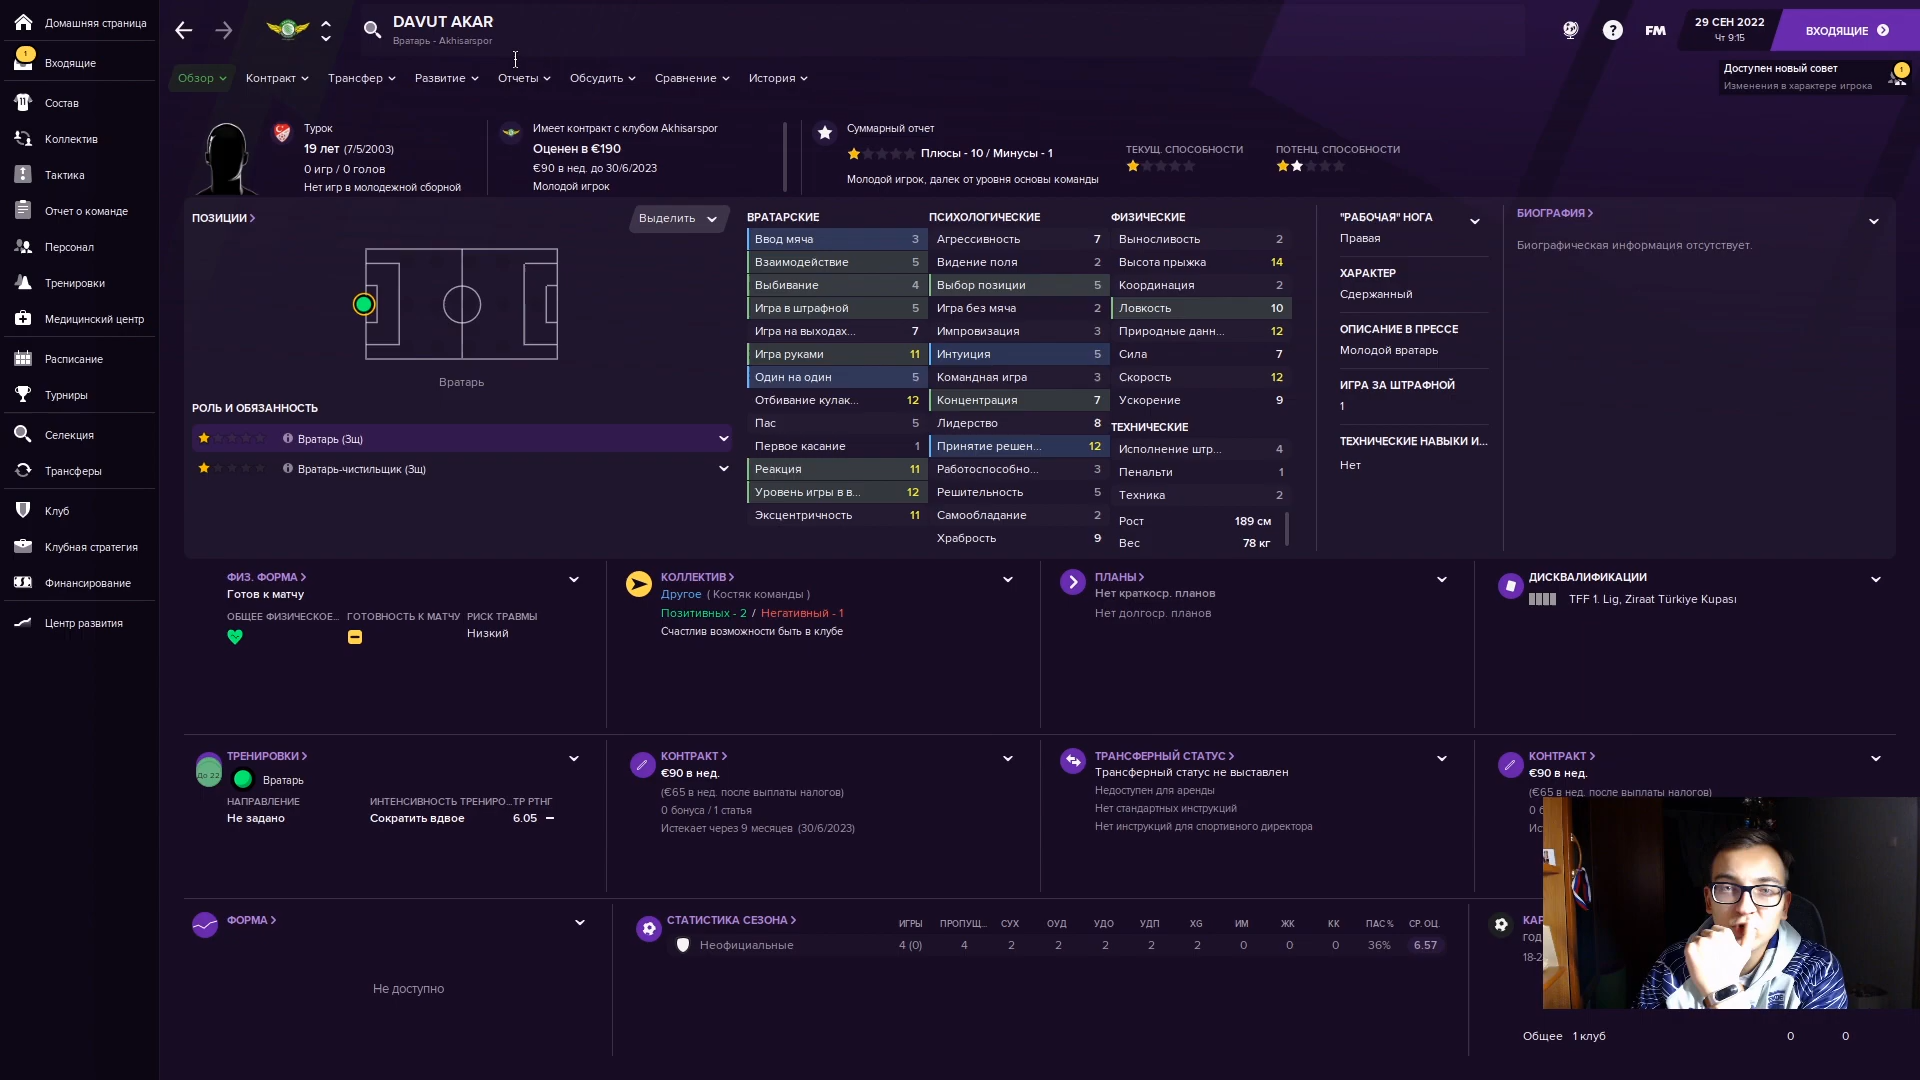 Домашняя страница
1
Входящие
Состав
Коллектив
Тактика
Отчет о команде
Персонал
Тренировки
Медицинский центр
Расписание
Турниры
Селекция
Трансферы
Клуб
Клубная стратегия
Финансирование
Центр развития
DAVUT AKAR
Вратарь - Akhisarspor
FM
29 СЕН 2022
Чт 9:15
ВХОДЯЩИЕ
Обзор
Контракт
Трансфер
Развитие
Отчеты
Обсудить
Сравнение
История
Доступен новый совет
Изменения в характере игрока
1
Турок
19 лет (7/5/2003)
0 игр / 0 голов
Нет игр в молодежной сборной
Имеет контракт с клубом Akhisarspor
Оценен в €190
€90 в нед. до 30/6/2023
Молодой игрок
Суммарный отчет
Плюсы - 10 / Минусы - 1
Молодой игрок, далек от уровня основы команды
ТЕКУЩ. СПОСОБНОСТИ
ПОТЕНЦ. СПОСОБНОСТИ
ПОЗИЦИИ
Выделить
Вратарь
РОЛЬ И ОБЯЗАННОСТЬ
Вратарь (Зщ)
Вратарь-чистильщик (Зщ)
ВРАТАРСКИЕ
Ввод мяча 3
Взаимодействие 5
Выбивание 4
Игра в штрафной 5
Игра на выходах... 7
Игра руками 11
Один на один 5
Отбивание кулак... 12
Пас 5
Первое касание 1
Реакция 11
Уровень игры в в... 12
Эксцентричность 11
ПСИХОЛОГИЧЕСКИЕ
Агрессивность 7
Видение поля 2
Выбор позиции 5
Игра без мяча 2
Импровизация 3
Интуиция 5
Командная игра 3
Концентрация 7
Лидерство 8
Принятие решен... 12
Работоспособно... 3
Решительность 5
Самообладание 2
Храбрость 9
ФИЗИЧЕСКИЕ
Выносливость 2
Высота прыжка 14
Координация 2
Ловкость 10
Природные данн... 12
Сила 7
Скорость 12
Ускорение 9
ТЕХНИЧЕСКИЕ
Исполнение штр... 4
Пенальти 1
Техника 2
Рост 189 см
Вес 78 кг
"РАБОЧАЯ" НОГА
Правая
ХАРАКТЕР
Сдержанный
ОПИСАНИЕ В ПРЕССЕ
Молодой вратарь
ИГРА ЗА ШТРАФНОЙ
1
ТЕХНИЧЕСКИЕ НАВЫКИ И...
Нет
БИОГРАФИЯ
Биографическая информация отсутствует.
ФИЗ. ФОРМА
Готов к матчу
ОБЩЕЕ ФИЗИЧЕСКОЕ... ГОТОВНОСТЬ К МАТЧУ РИСК ТРАВМЫ
Низкий
КОЛЛЕКТИВ
Другое ( Костяк команды )
Позитивных - 2 / Негативный - 1
Счастлив возможности быть в клубе
ПЛАНЫ
Нет краткоср. планов
Нет долгоср. планов
ДИСКВАЛИФИКАЦИИ
TFF 1. Lig, Ziraat Türkiye Kupası
ТРЕНИРОВКИ
До 22
Вратарь
НАПРАВЛЕНИЕ ИНТЕНСИВНОСТЬ ТРЕНИРО... ТР РТНГ
Не задано Сократить вдвое 6.05
КОНТРАКТ
€90 в нед.
(€65 в нед. после выплаты налогов)
0 бонуса / 1 статья
Истекает через 9 месяцев (30/6/2023)
ТРАНСФЕРНЫЙ СТАТУС
Трансферный статус не выставлен
Недоступен для аренды
Нет стандартных инструкций
Нет инструкций для спортивного директора
КОНТРАКТ
€90 в нед.
(€65 в нед. после выплаты налогов)
0 б
Ис
ФОРМА
Не доступно
СТАТИСТИКА СЕЗОНА ИГРЫ ПРОПУЩ... СУХ ОУД УДО УДП XG ИМ ЖК КК ПАС % СР. ОЦ.
Неофициальные 4 (0) 4 2 2 2 2 2 0 0 0 36% 6.57
КАР
ГОД
18-2
Общее 1 клуб 0 0